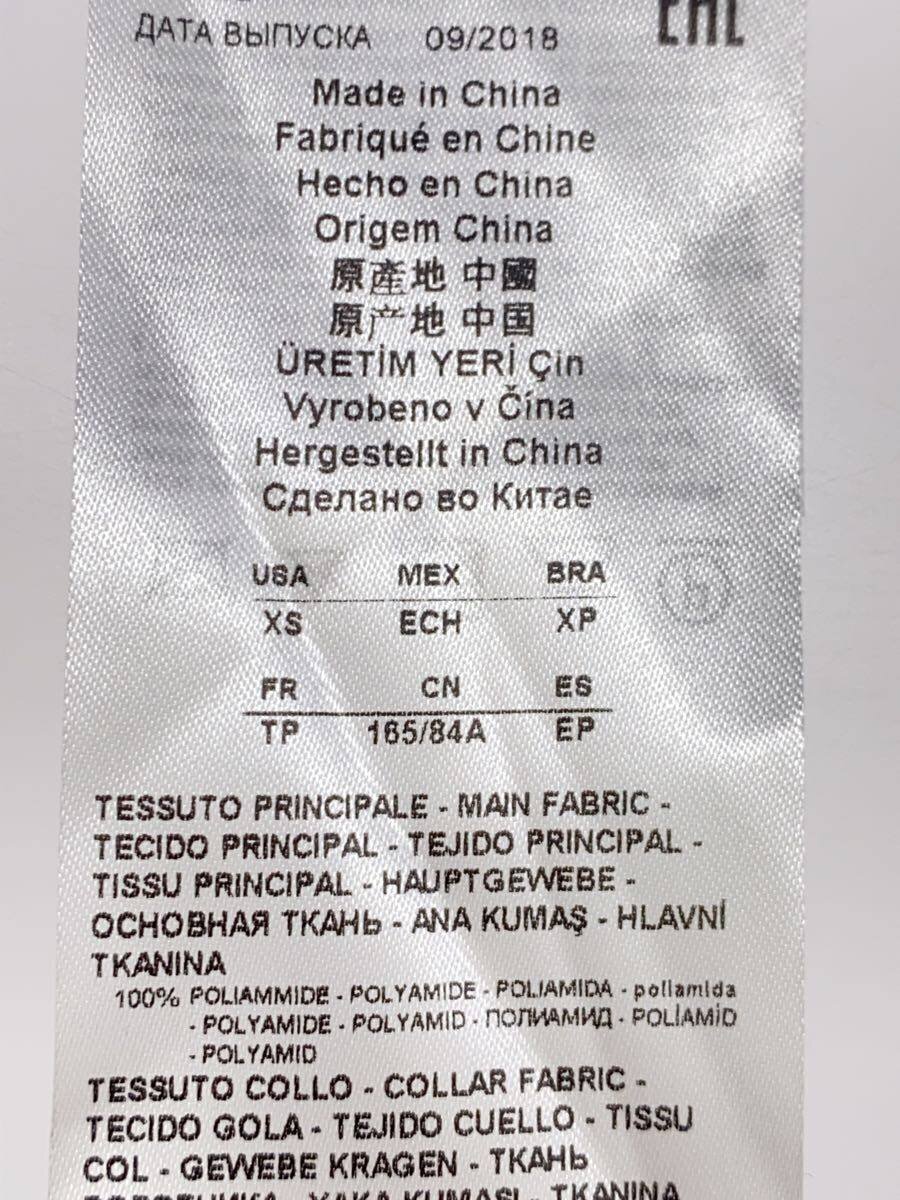 ДАТА ВЫПУСКА 09/2018 EAC
Made in China
Fabriqué en Chine
Hecho en China
Origem China
原產地 中國
原产地 中国
ÜRETİM YERİ Çin
Vyrobeno v Čína
Hergestellt in China
Сделано во Китае
USA MEX BRA
XS ECH XP
FR CN ES
TP 165/84A EP
TESSUTO PRINCIPALE - MAIN FABRIC -
TECIDO PRINCIPAL - TEJIDO PRINCIPAL -
TISSU PRINCIPAL - HAUPTGEWEBE -
ОСНОВНАЯ ТКАНЬ - ANA KUMAŞ - HLAVNÍ
TKANINA
100% POLIAMMIDE - POLYAMIDE - POLIAMIDA - poliamida
- POLYAMIDE - POLYAMID - ПОЛИАМИД - POLİAMİD
- POLYAMID
TESSUTO COLLO - COLLAR FABRIC -
TECIDO GOLA - TEJIDO CUELLO - TISSU
COL - GEWEBE KRAGEN - ТКАНЬ
ВОРОТНИКА - YAKA KUMAŞI - TKANINA